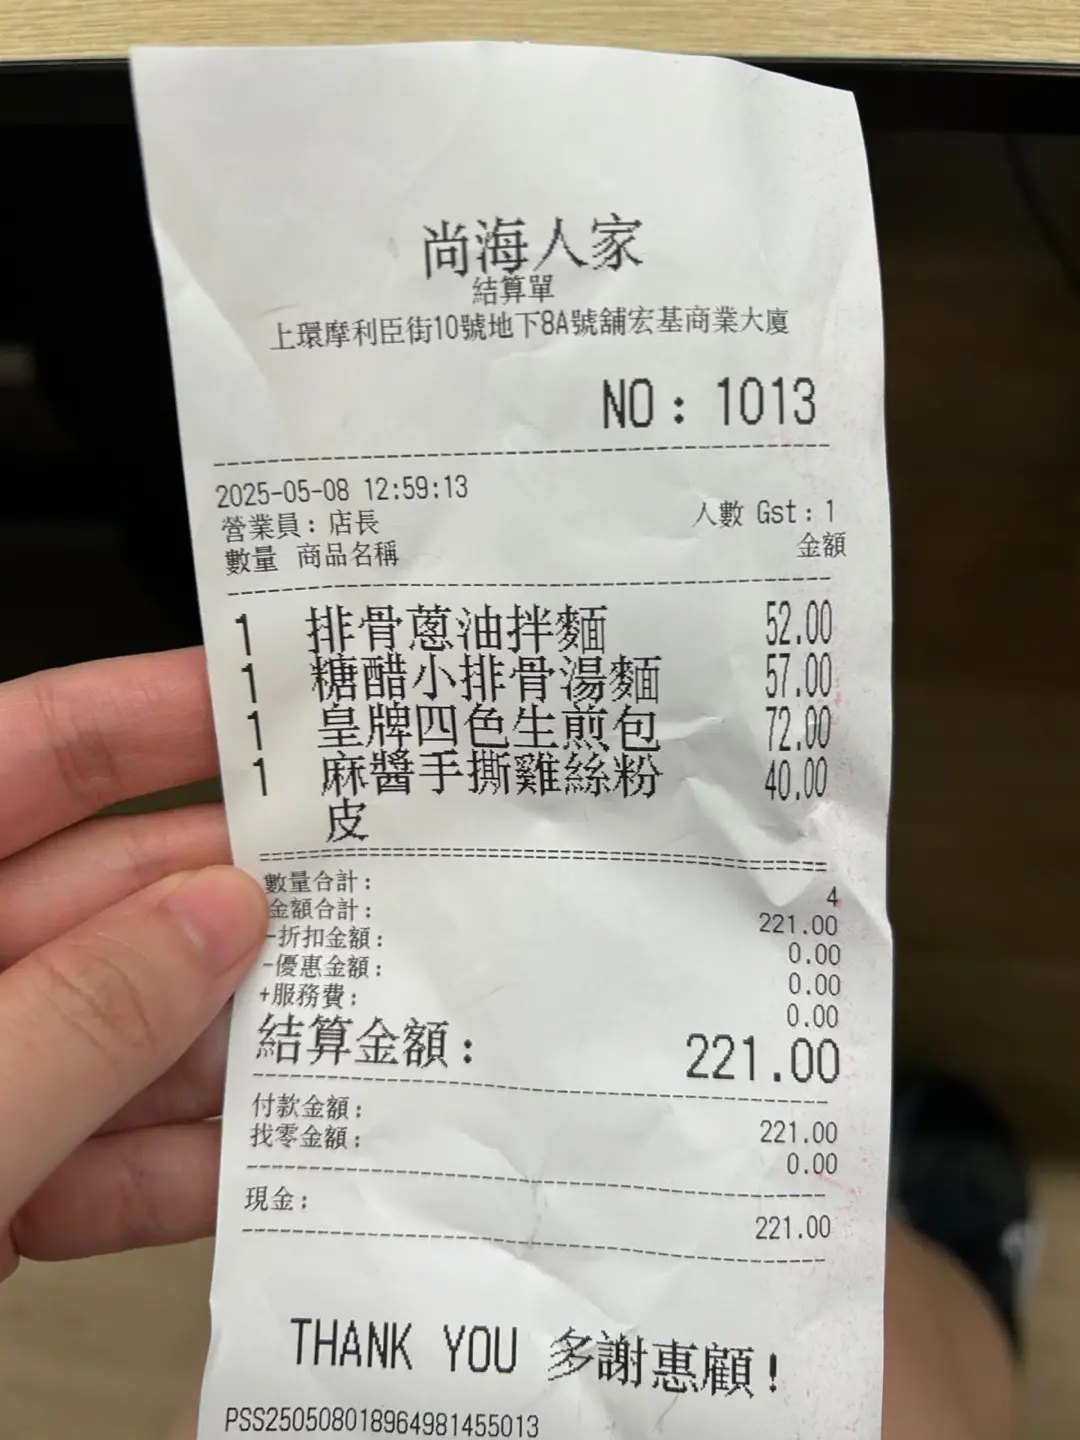 尚海人家
結算單
上環摩利臣街10號地下8A號舖宏基商業大廈
NO：1013
2025-05-08 12:59:13
營業員：店長 人數 Gst：1
數量 商品名稱 金額
1 排骨蔥油拌麵 52.00
1 糖醋小排骨湯麵 57.00
1 皇牌四色生煎包 72.00
1 麻醬手撕雞絲粉 40.00
皮
數量合計： 4
金額合計： 221.00
-折扣金額： 0.00
-優惠金額： 0.00
+服務費： 0.00
結算金額： 221.00
付款金額： 221.00
找零金額： 0.00
現金： 221.00
THANK YOU 多謝惠顧！
PSS250508018964981455013